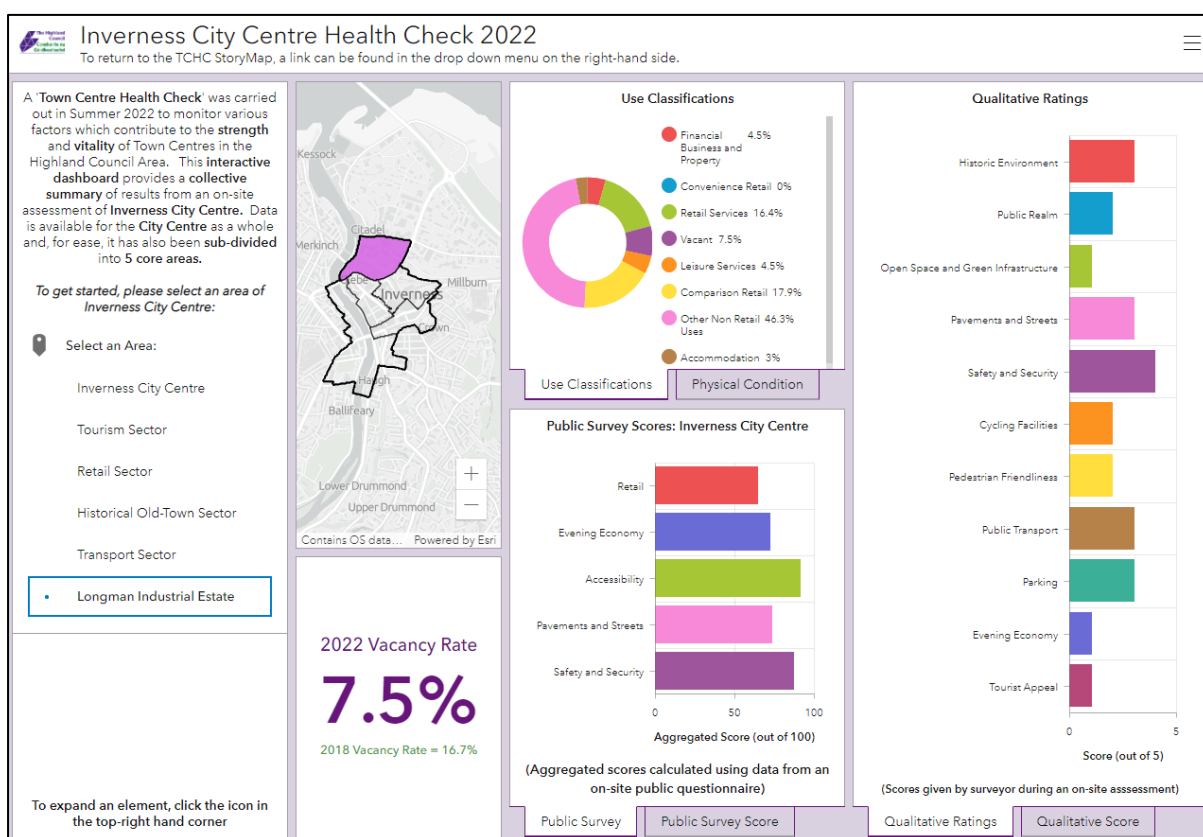 Inverness City Centre Health Check 2022
To return to the TCHC StoryMap, a link can be found in the drop down menu on the right-hand side.
A 'Town Centre Health Check' was carried
out in Summer 2022 to monitor various
factors which contribute to the strength
and vitality of Town Centres in the
Highland Council Area. This interactive
dashboard provides a collective
summary of results from an on-site
assessment of Inverness City Centre. Data
is available for the City Centre as a whole
and, for ease, it has also been sub-divided
into 5 core areas.
To get started, please select an area of
Inverness City Centre:
Select an Area:
Inverness City Centre
Tourism Sector
Retail Sector
Historical Old-Town Sector
Transport Sector
Longman Industrial Estate
To expand an element, click the icon in
the top-right hand corner
Kessock
Citadel
Merkinch
Millburn
Inverness
Crown
Haugh
Ballifeary
Lower Drummond
Upper Drummond
+
−
Contains OS data... Powered by Esri
2022 Vacancy Rate
7.5%
2018 Vacancy Rate = 16.7%
Use Classifications
Financial 4.5%
Business and
Property
Convenience Retail 0%
Retail Services 16.4%
Vacant 7.5%
Leisure Services 4.5%
Comparison Retail 17.9%
Other Non Retail 46.3%
Uses
Accommodation 3%
Use Classifications
Physical Condition
Public Survey Scores: Inverness City Centre
Retail
Evening Economy
Accessibility
Pavements and Streets
Safety and Security
0 50 100
Aggregated Score (out of 100)
(Aggregated scores calculated using data from an
on-site public questionnaire)
Public Survey
Public Survey Score
Qualitative Ratings
Historic Environment
Public Realm
Open Space and Green Infrastructure
Pavements and Streets
Safety and Security
Cycling Facilities
Pedestrian Friendliness
Public Transport
Parking
Evening Economy
Tourist Appeal
0 5
Score (out of 5)
(Scores given by surveyor during an on-site asssessment)
Qualitative Ratings
Qualitative Score